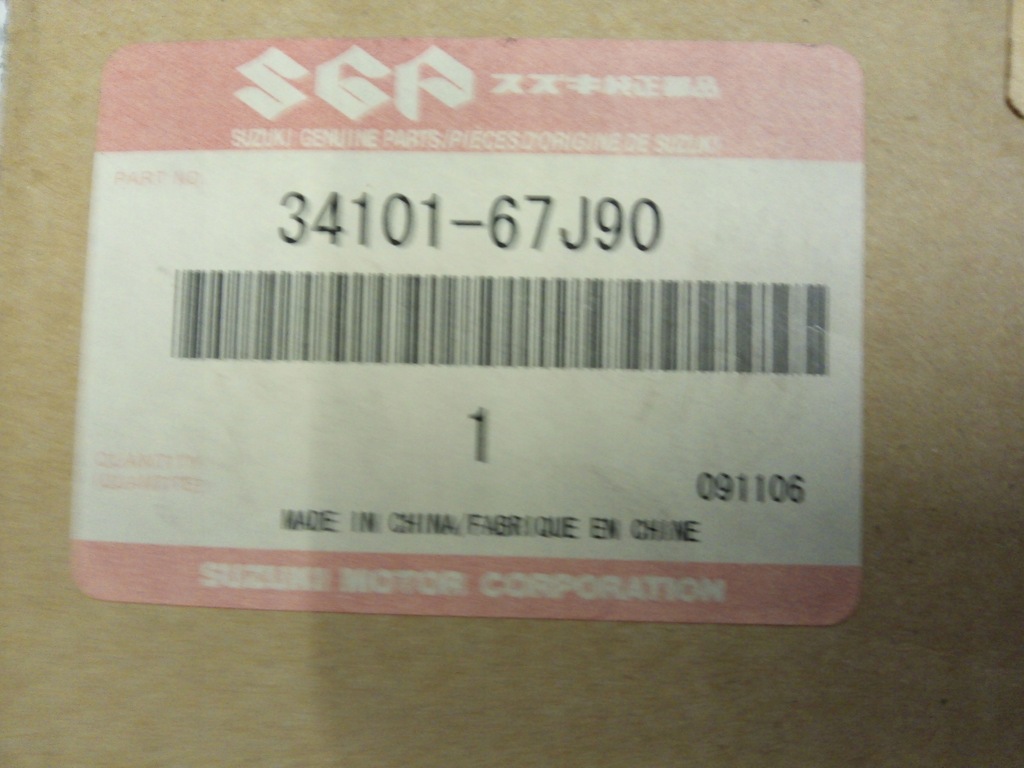 SGP スズキ純正部品
SUZUKI GENUINE PARTS/PIECES D'ORIGINE DE SUZUKI
PART NO
34101-67J90
1
QUANTITY
QUANTITE
091106
MADE IN CHINA/FABRIQUE EN CHINE
SUZUKI MOTOR CORPORATION